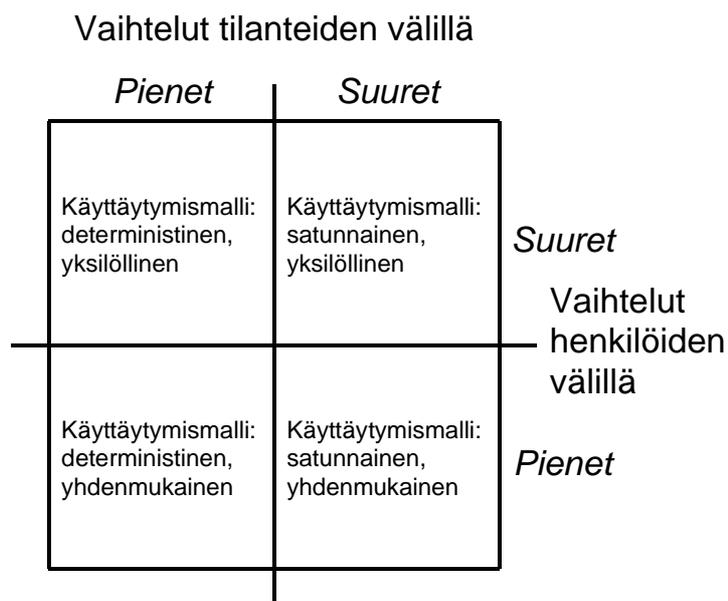 Vaihtelut tilanteiden välillä
Pienet
Suuret
Käyttäytymismalli:
deterministinen,
yksilöllinen
Käyttäytymismalli:
satunnainen,
yksilöllinen
Suuret
Vaihtelut
henkilöiden
välillä
Käyttäytymismalli:
deterministinen,
yhdenmukainen
Käyttäytymismalli:
satunnainen,
yhdenmukainen
Pienet